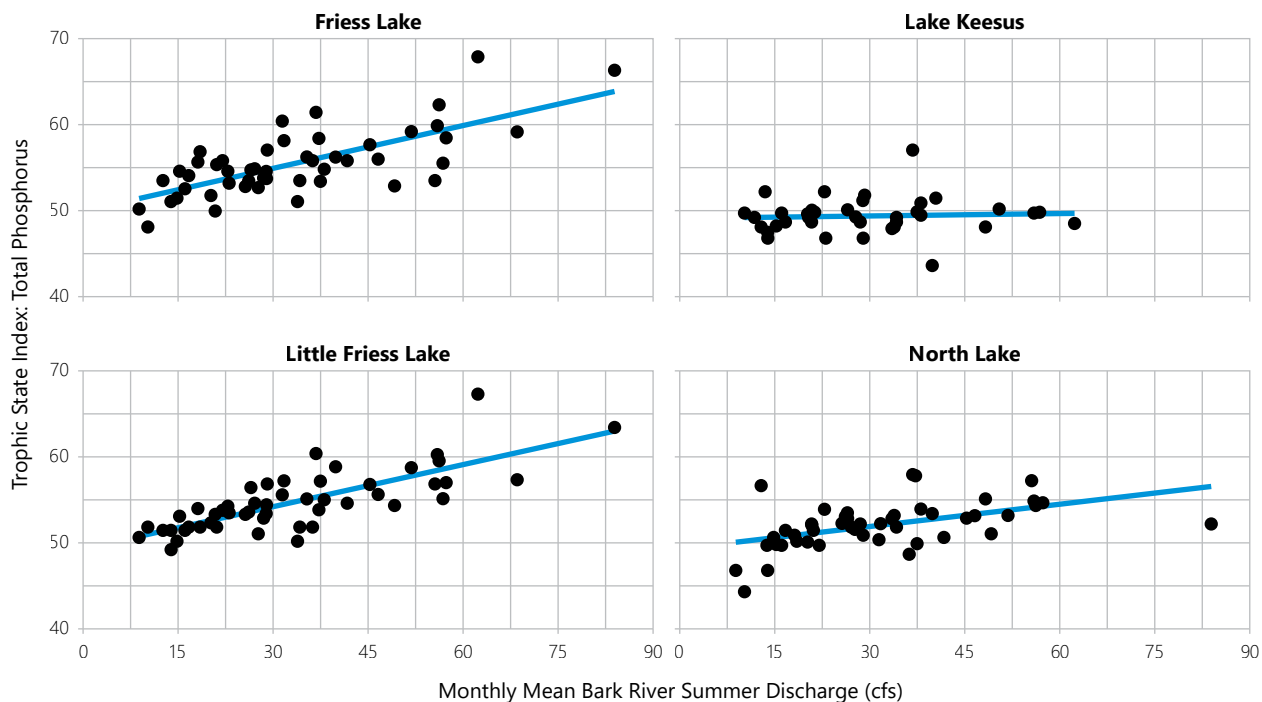 Friess Lake
Lake Keesus
70
60
50
40
Little Friess Lake
North Lake
70
60
50
40
0 15 30 45 60 75 90
0 15 30 45 60 75 90
Trophic State Index: Total Phosphorus
Monthly Mean Bark River Summer Discharge (cfs)